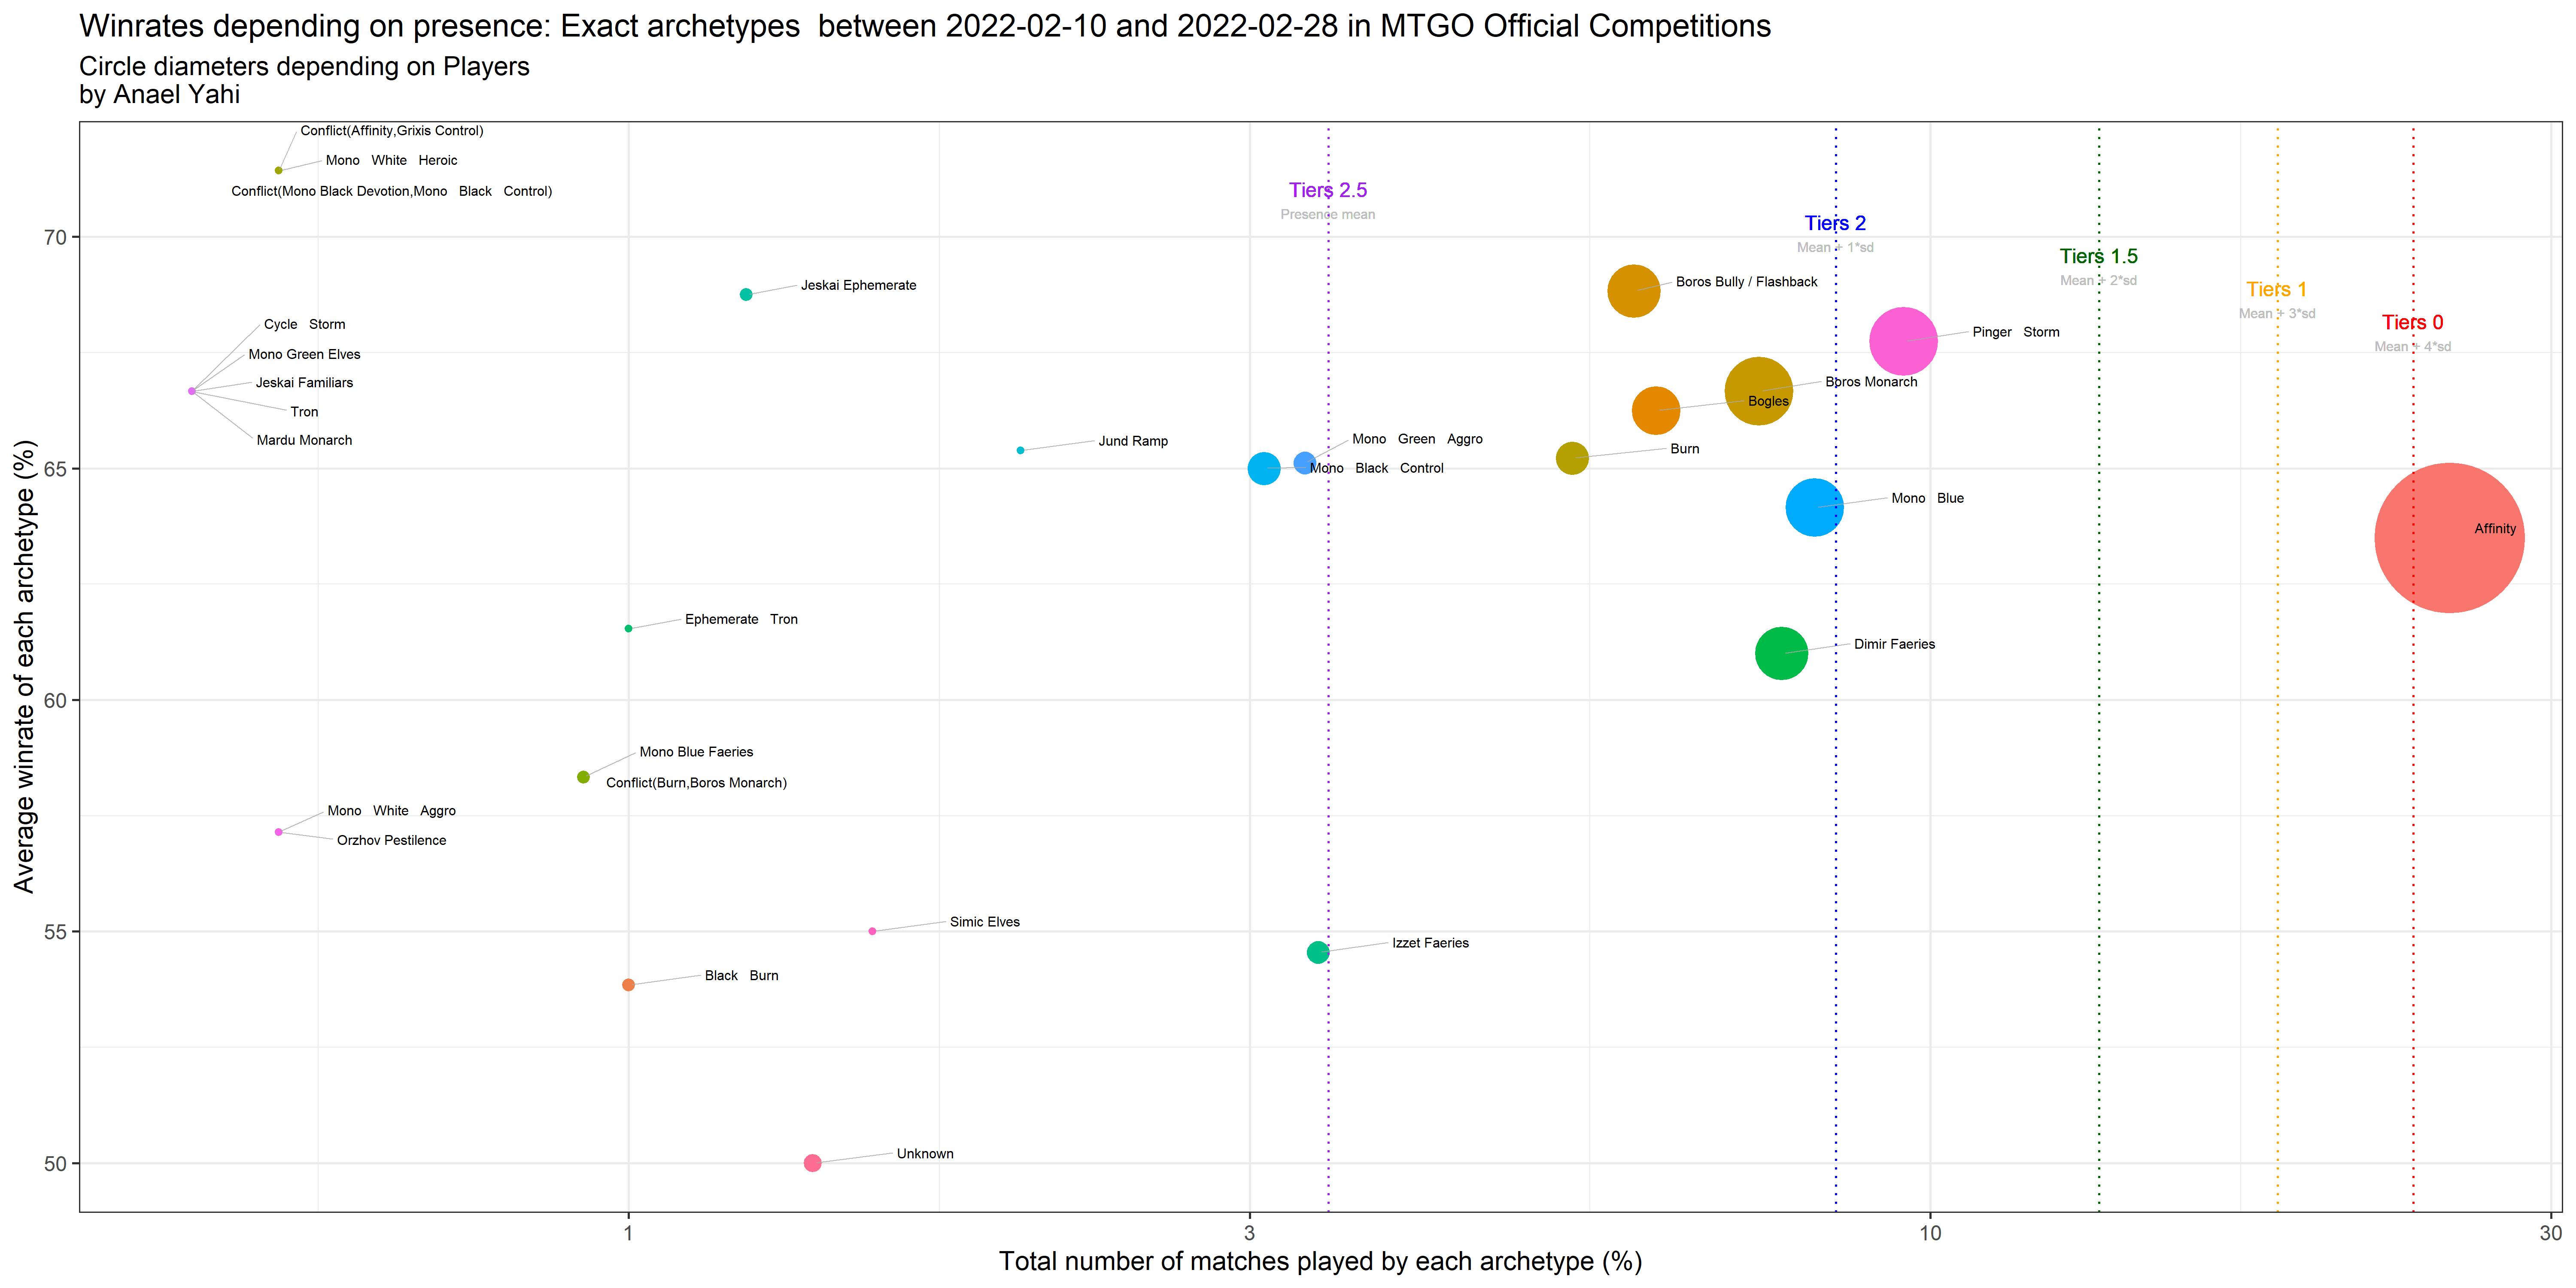 Winrates depending on presence: Exact archetypes  between 2022-02-10 and 2022-02-28 in MTGO Official Competitions
Circle diameters depending on Players
by Anael Yahi
Conflict(Affinity,Grixis Control)
Mono   White   Heroic
Conflict(Mono Black Devotion,Mono   Black   Control)
Tiers 2.5
Presence mean
Tiers 2
Mean + 1*sd
Tiers 1.5
Mean + 2*sd
Tiers 1
Mean + 3*sd
Tiers 0
Mean + 4*sd
Jeskai Ephemerate
Boros Bully / Flashback
Pinger   Storm
Cycle   Storm
Mono Green Elves
Jeskai Familiars
Tron
Mardu Monarch
Boros Monarch
Bogles
Jund Ramp
Mono   Green   Aggro
Mono   Black   Control
Burn
Mono   Blue
Affinity
Ephemerate   Tron
Dimir Faeries
Mono Blue Faeries
Conflict(Burn,Boros Monarch)
Mono   White   Aggro
Orzhov Pestilence
Simic Elves
Izzet Faeries
Black   Burn
Unknown
70
65
60
55
50
Average winrate of each archetype (%)
1
3
10
30
Total number of matches played by each archetype (%)